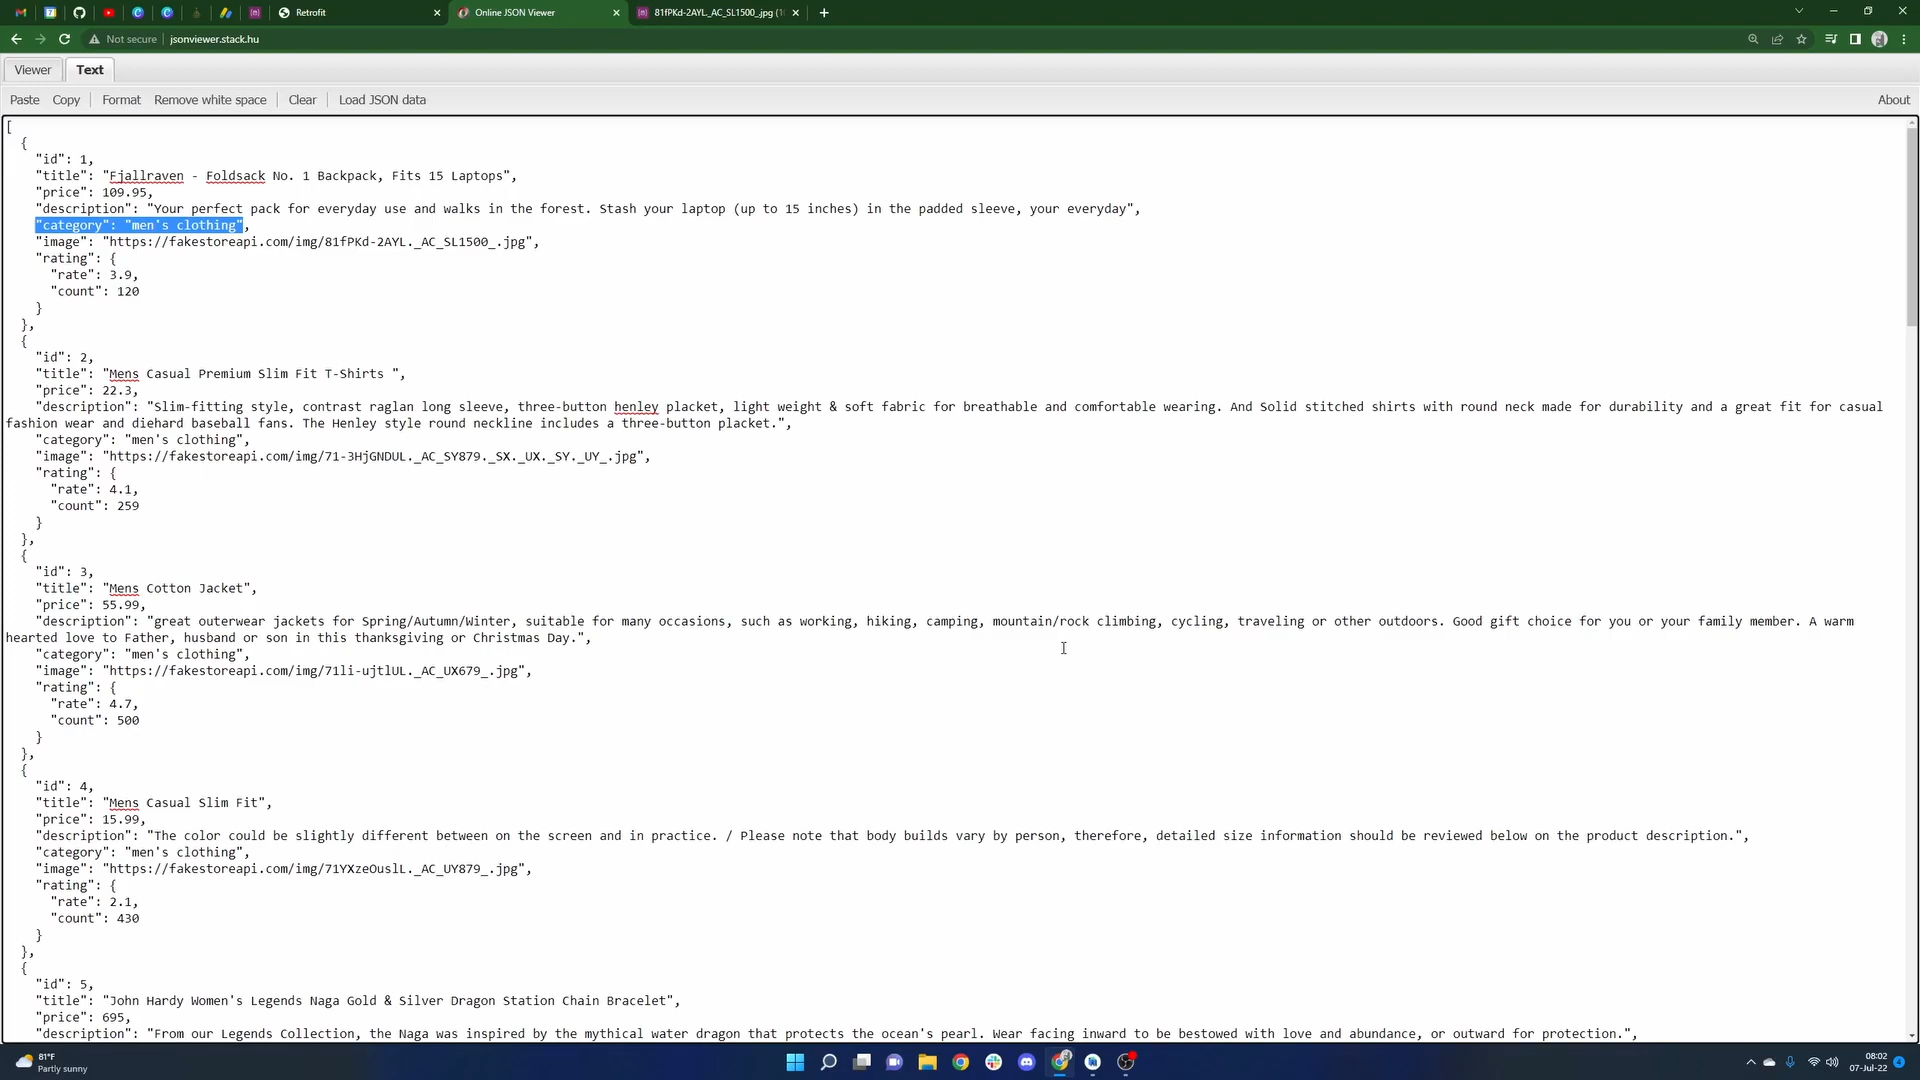 Retrofit
Online JSON Viewer
81fPKd-2AYL._AC_SL1500_.jpg (1
Not secure
jsonviewer.stack.hu
Viewer
Text
Paste
Copy
Format
Remove white space
Clear
Load JSON data
About
[
{
"id": 1,
"title": "Fjallraven - Foldsack No. 1 Backpack, Fits 15 Laptops",
"price": 109.95,
"description": "Your perfect pack for everyday use and walks in the forest. Stash your laptop (up to 15 inches) in the padded sleeve, your everyday",
"category": "men's clothing",
"image": "https://fakestoreapi.com/img/81fPKd-2AYL._AC_SL1500_.jpg",
"rating": {
"rate": 3.9,
"count": 120
}
},
{
"id": 2,
"title": "Mens Casual Premium Slim Fit T-Shirts ",
"price": 22.3,
"description": "Slim-fitting style, contrast raglan long sleeve, three-button henley placket, light weight & soft fabric for breathable and comfortable wearing. And Solid stitched shirts with round neck made for durability and a great fit for casual
fashion wear and diehard baseball fans. The Henley style round neckline includes a three-button placket.",
"category": "men's clothing",
"image": "https://fakestoreapi.com/img/71-3HjGNDUL._AC_SY879._SX._UX._SY._UY_.jpg",
"rating": {
"rate": 4.1,
"count": 259
}
},
{
"id": 3,
"title": "Mens Cotton Jacket",
"price": 55.99,
"description": "great outerwear jackets for Spring/Autumn/Winter, suitable for many occasions, such as working, hiking, camping, mountain/rock climbing, cycling, traveling or other outdoors. Good gift choice for you or your family member. A warm
hearted love to Father, husband or son in this thanksgiving or Christmas Day.",
"category": "men's clothing",
"image": "https://fakestoreapi.com/img/71li-ujtlUL._AC_UX679_.jpg",
"rating": {
"rate": 4.7,
"count": 500
}
},
{
"id": 4,
"title": "Mens Casual Slim Fit",
"price": 15.99,
"description": "The color could be slightly different between on the screen and in practice. / Please note that body builds vary by person, therefore, detailed size information should be reviewed below on the product description.",
"category": "men's clothing",
"image": "https://fakestoreapi.com/img/71YXzeOuslL._AC_UY879_.jpg",
"rating": {
"rate": 2.1,
"count": 430
}
},
{
"id": 5,
"title": "John Hardy Women's Legends Naga Gold & Silver Dragon Station Chain Bracelet",
"price": 695,
"description": "From our Legends Collection, the Naga was inspired by the mythical water dragon that protects the ocean's pearl. Wear facing inward to be bestowed with love and abundance, or outward for protection.",
81°F
Partly sunny
08:02
07-Jul-22
4